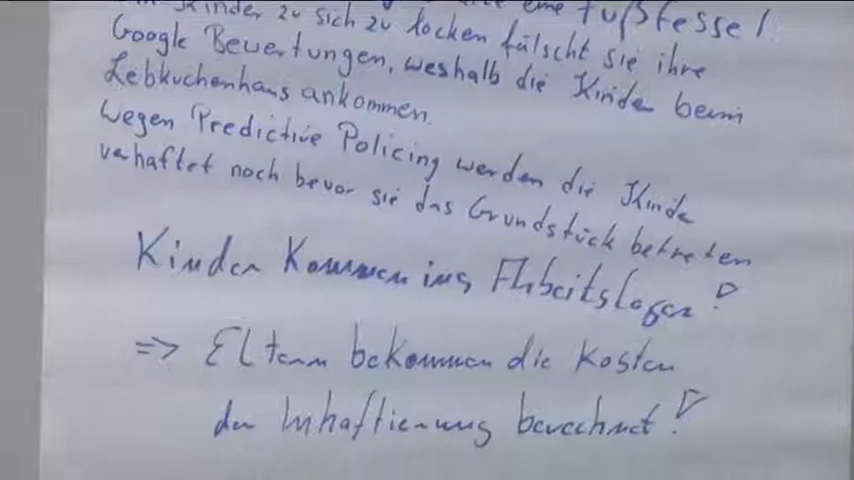 eine Fußfessel.
Kinder zu sich zu locken fälscht sie ihre
Google Bewertungen, weshalb die Kinder beim
Lebkuchenhaus ankommen.
Wegen Predictive Policing werden die Kinder
verhaftet noch bevor sie das Grundstück betreten
Kinder kommen ins Arbeitslager!
=> Eltern bekommen die Kosten
der Inhaftierung berechnet!